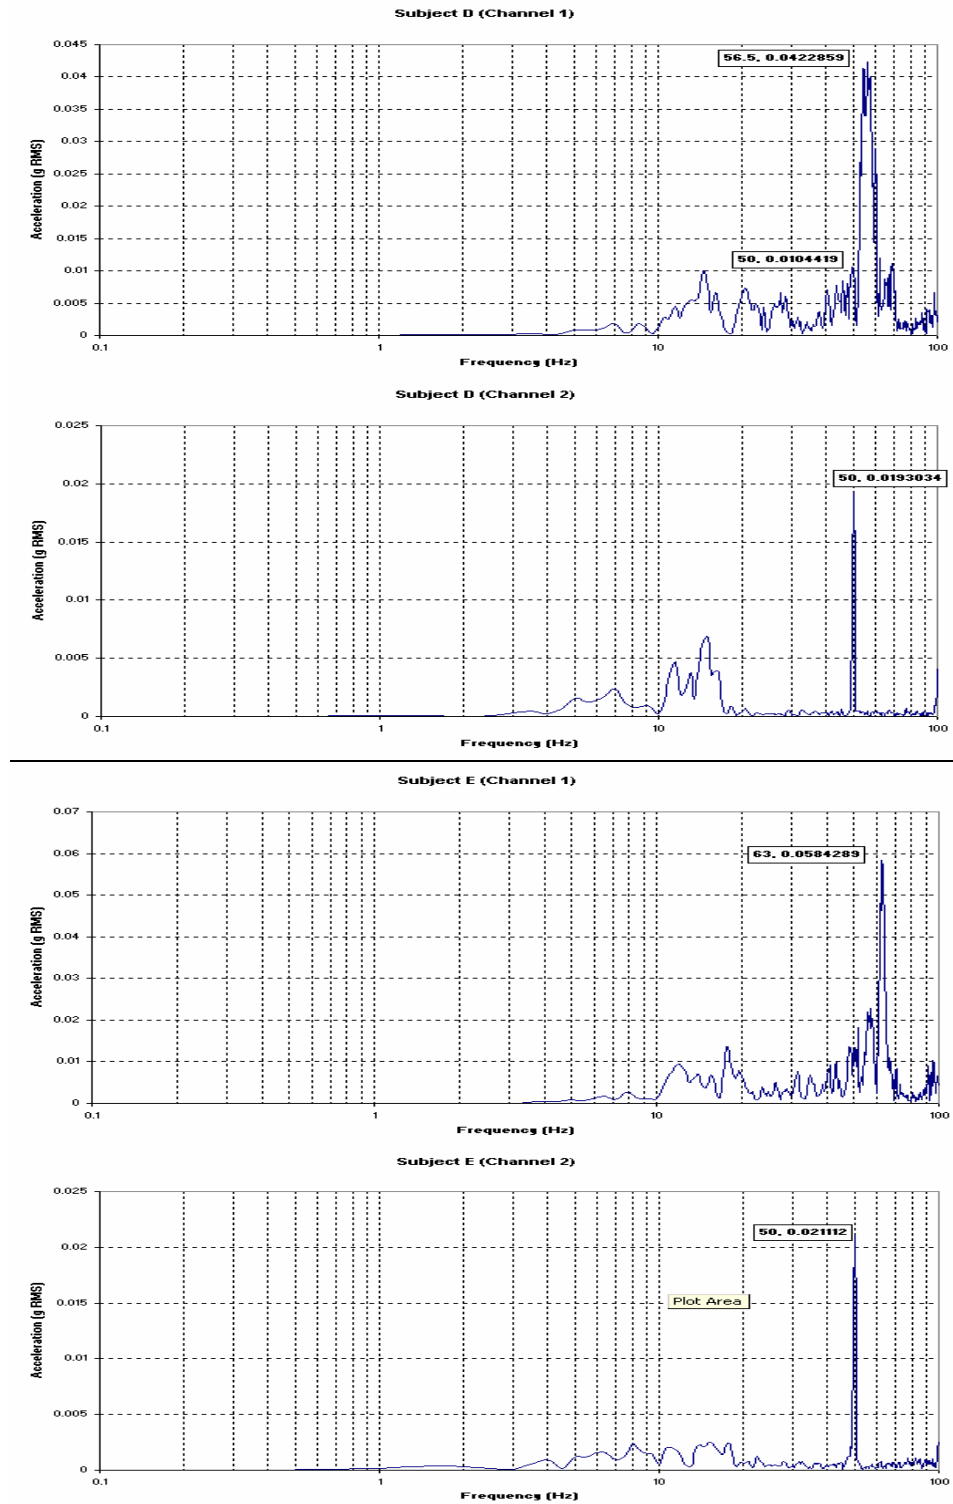 Subject D (Channel 1)
0.045
0.04
0.035
0.03
0.025
0.02
0.015
0.01
0.005
0
56.5, 0.0422859
50, 0.0104419
Acceleration (g RMS)
0.1 1 10 100
Frequency (Hz)
Subject D (Channel 2)
0.025
0.02
0.015
0.01
0.005
0
50, 0.0193034
Acceleration (g RMS)
0.1 1 10 100
Frequency (Hz)
Subject E (Channel 1)
0.07
0.06
0.05
0.04
0.03
0.02
0.01
0
63, 0.0584289
Acceleration (g RMS)
0.1 1 10 100
Frequency (Hz)
Subject E (Channel 2)
0.025
0.02
0.015
0.01
0.005
0
50, 0.021112
Plot Area
Acceleration (g RMS)
0.1 1 10 100
Frequency (Hz)